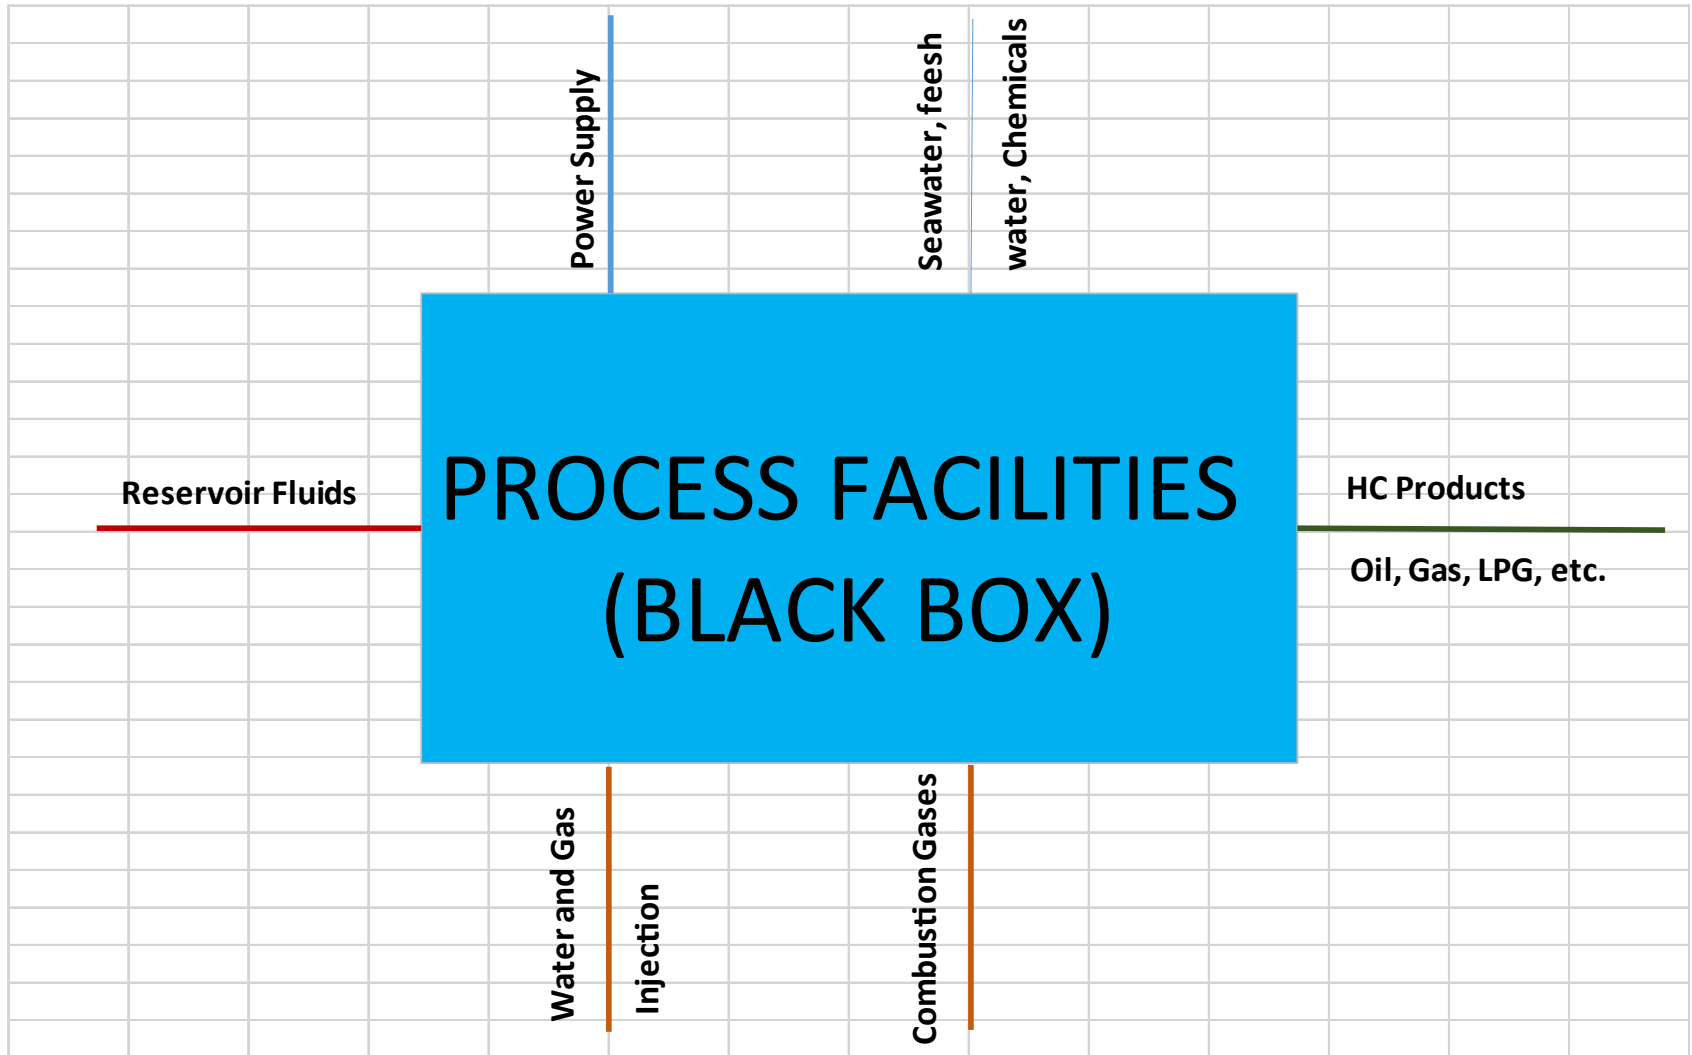 Power Supply
Seawater, feesh
water, Chemicals
Reservoir Fluids
PROCESS FACILITIES
(BLACK BOX)
HC Products
Oil, Gas, LPG, etc.
Water and Gas
Injection
Combustion Gases